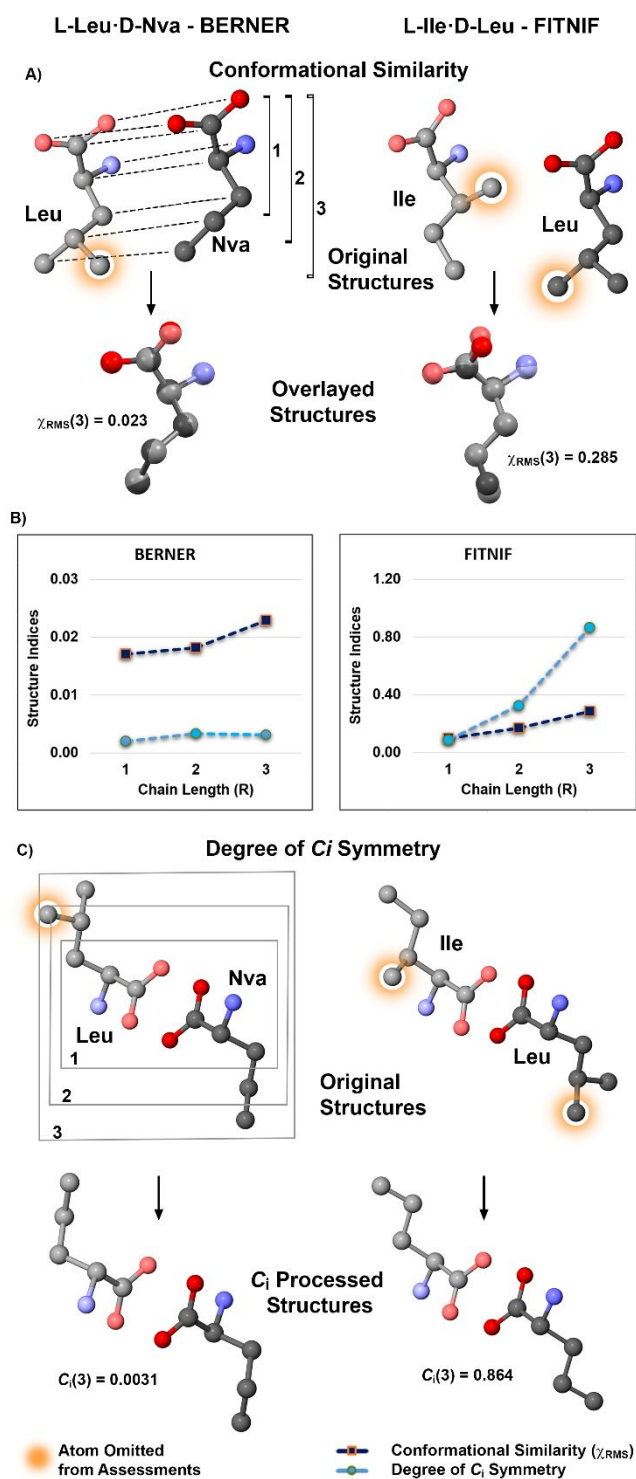 L-Leu·D-Nva - BERNER
L-Ile·D-Leu - FITNIF
A)
Conformational Similarity
1
2
3
Leu
Nva
Ile
Leu
Original
Structures
Overlayed
Structures
χRMS(3) = 0.023
χRMS(3) = 0.285
B)
BERNER
Structure Indices
0.03
0.02
0.01
0.00
1 2 3
Chain Length (R)
FITNIF
Structure Indices
1.20
0.80
0.40
0.00
1 2 3
Chain Length (R)
C)
Degree of Ci Symmetry
Leu
Nva
1
2
3
Ile
Leu
Original
Structures
Ci Processed
Structures
Ci(3) = 0.0031
Ci(3) = 0.864
Atom Omitted
from Assessments
Conformational Similarity (χRMS)
Degree of Ci Symmetry